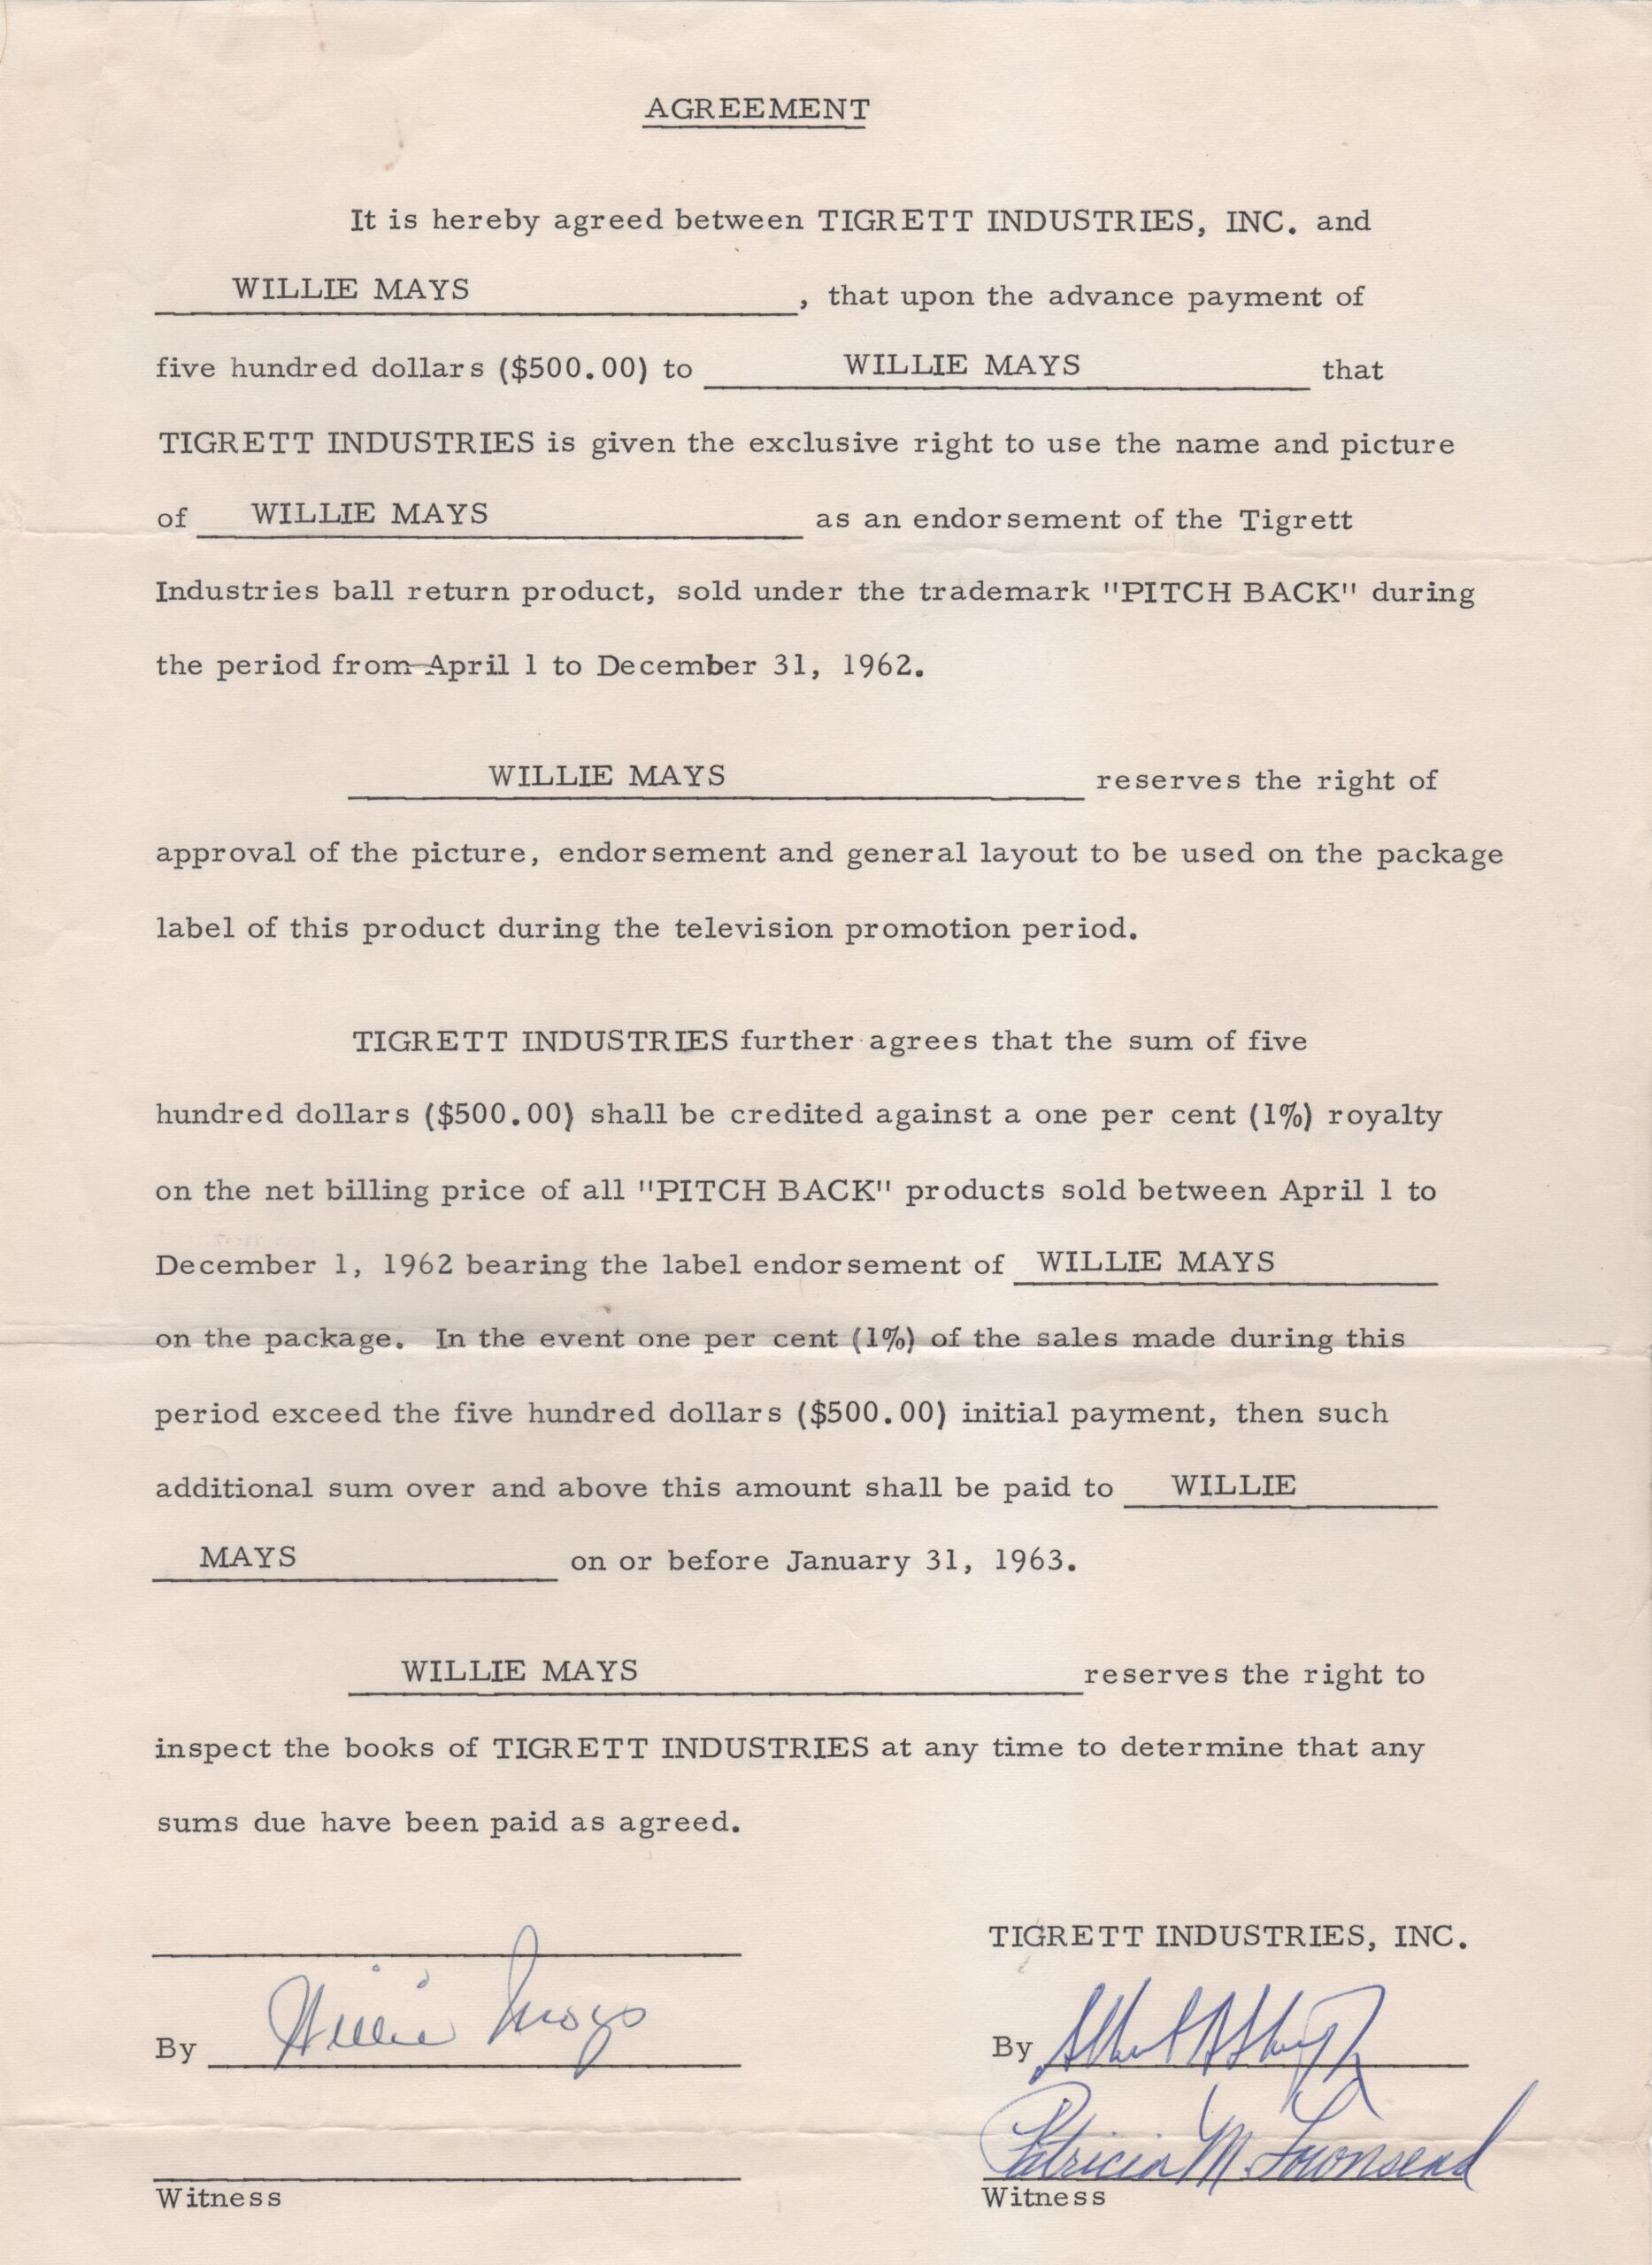 AGREEMENT
It is hereby agreed between TIGRETT INDUSTRIES, INC. and
WILLIE MAYS, that upon the advance payment of
five hundred dollars ($500.00) to WILLIE MAYS that
TIGRETT INDUSTRIES is given the exclusive right to use the name and picture
of WILLIE MAYS as an endorsement of the Tigrett
Industries ball return product, sold under the trademark "PITCH BACK" during
the period from April 1 to December 31, 1962.
WILLIE MAYS reserves the right of
approval of the picture, endorsement and general layout to be used on the package
label of this product during the television promotion period.
TIGRETT INDUSTRIES further agrees that the sum of five
hundred dollars ($500.00) shall be credited against a one per cent (1%) royalty
on the net billing price of all "PITCH BACK" products sold between April 1 to
December 1, 1962 bearing the label endorsement of WILLIE MAYS
on the package. In the event one per cent (1%) of the sales made during this
period exceed the five hundred dollars ($500.00) initial payment, then such
additional sum over and above this amount shall be paid to WILLIE
MAYS on or before January 31, 1963.
WILLIE MAYS reserves the right to
inspect the books of TIGRETT INDUSTRIES at any time to determine that any
sums due have been paid as agreed.
TIGRETT INDUSTRIES, INC.
By Willie Mays
By
Patricia M. Townsend
Witness
Witness